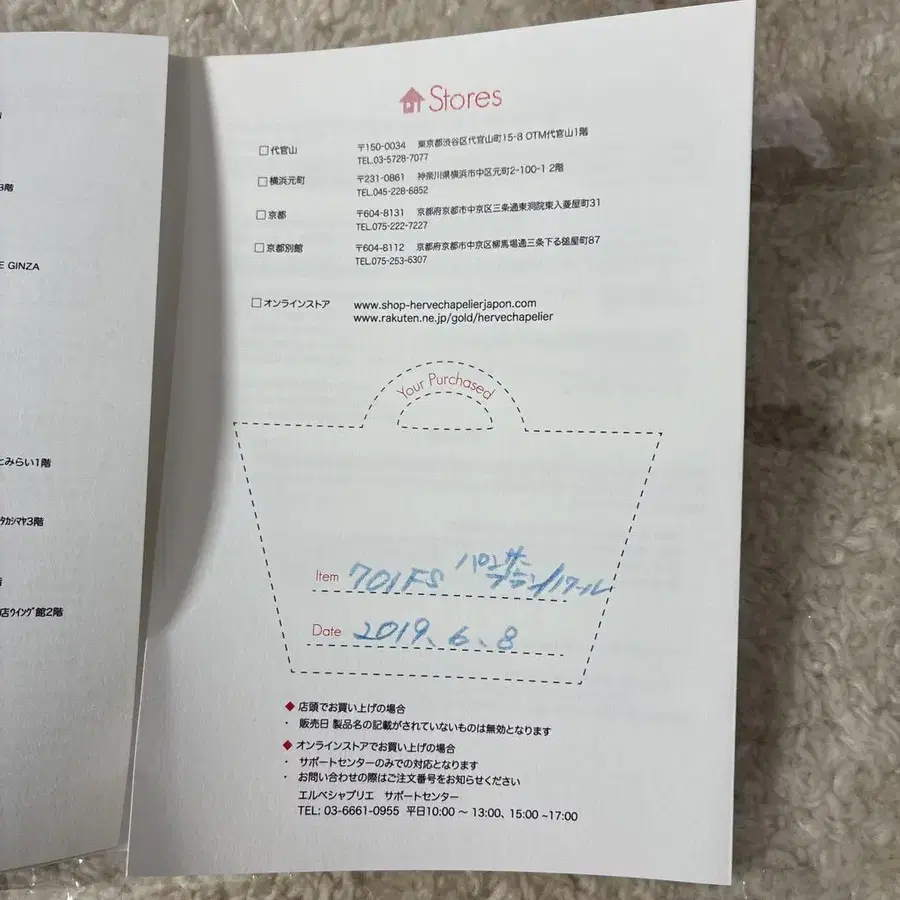 3階
E GINZA
とみらい1階
タカシマヤ3階
店ウイング館2階
Stores
□代官山 〒150-0034 東京都渋谷区代官山町15-8 OTM代官山1階
TEL.03-5728-7077
□横浜元町 〒231-0861 神奈川県横浜市中区元町2-100-1 2階
TEL.045-228-6852
□京都 〒604-8131 京都府京都市中京区三条通東洞院東入菱屋町31
TEL.075-222-7227
□京都別館 〒604-8112 京都府京都市中京区柳馬場通三条下る槌屋町87
TEL.075-253-6307
□オンラインストア www.shop-hervechapelierjapon.com
www.rakuten.ne.jp/gold/hervechapelier
Your Purchased
Item 701FS
Date 2019.6.8
◆ 店頭でお買い上げの場合
・ 販売日 製品名の記載がされていないものは無効となります
◆ オンラインストアでお買い上げの場合
・ サポートセンターのみでの対応となります
・ お問い合わせの際はご注文番号をお知らせください
エルベシャプリエ サポートセンター
TEL: 03-6661-0955 平日10:00 〜 13:00、15:00 ~17:00